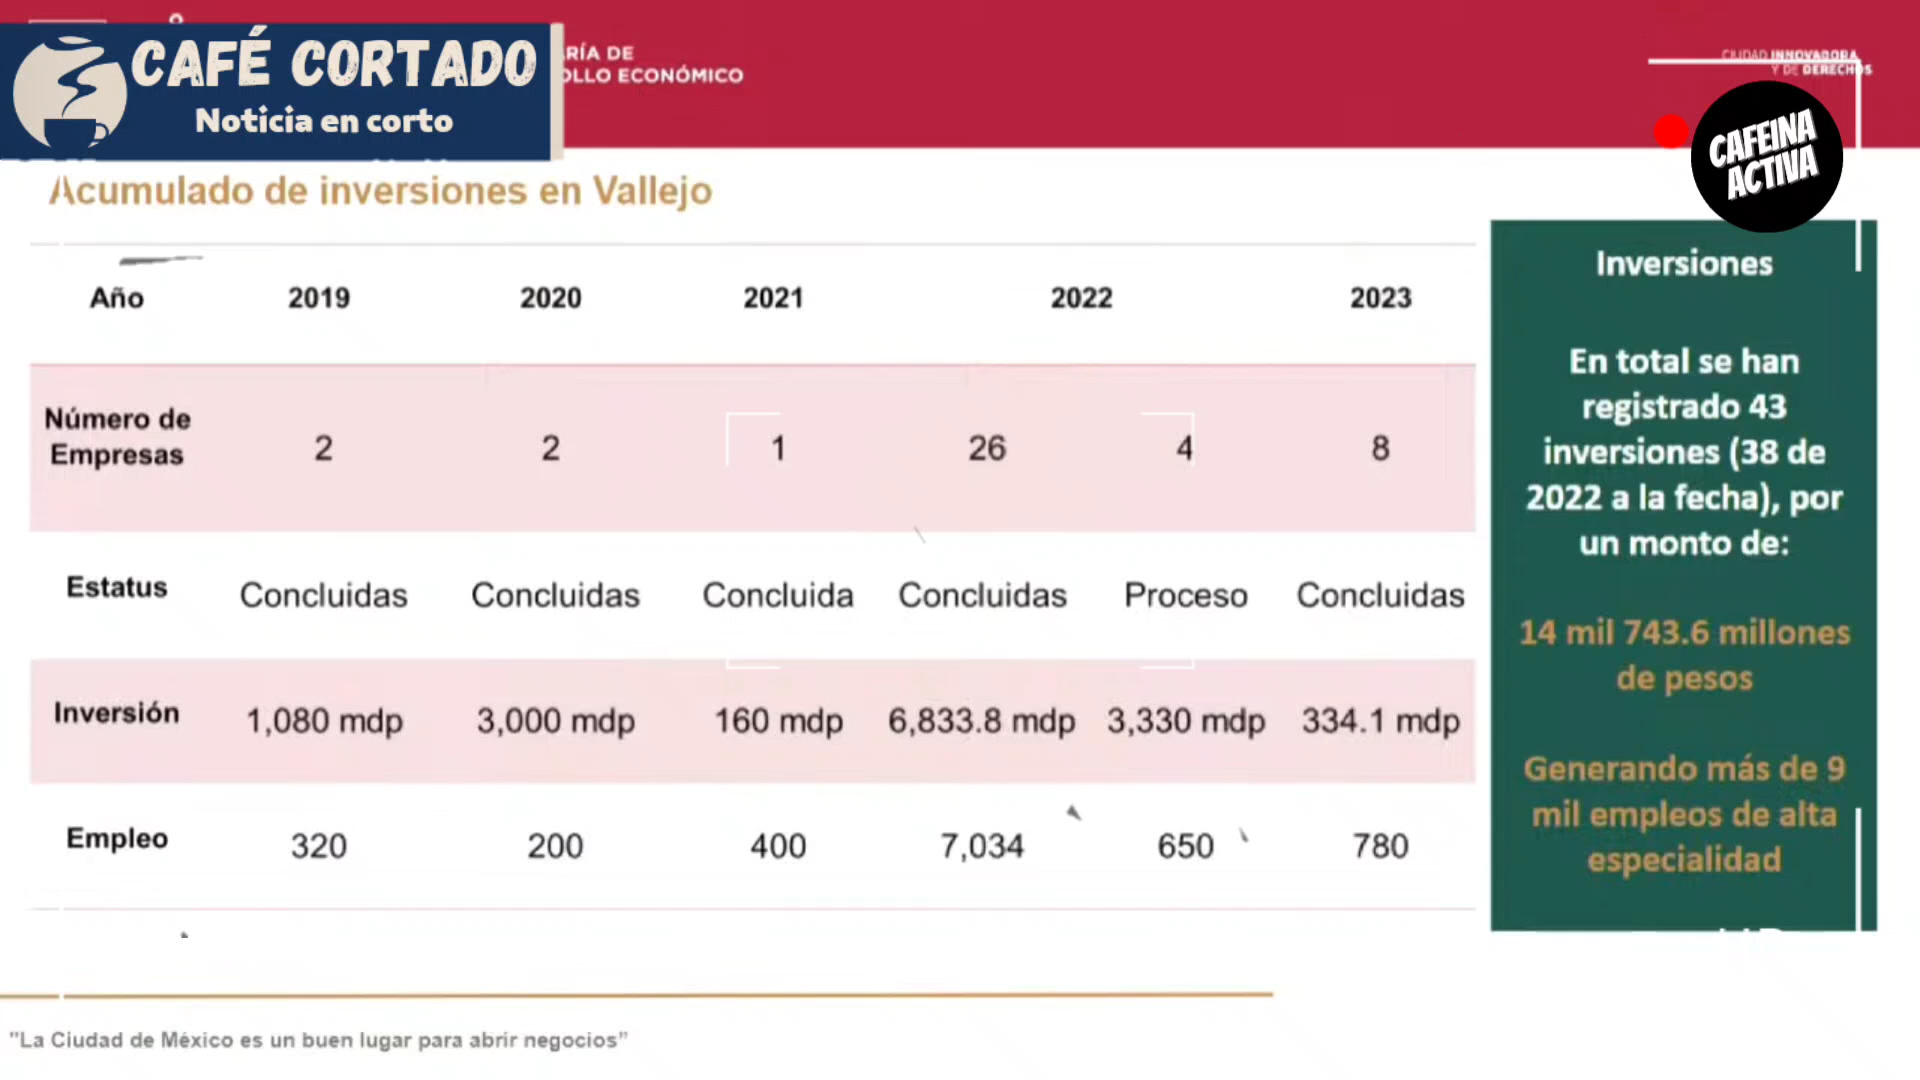 CAFÉ CORTADO
Noticia en corto
RÍA DE
OLLO ECONÓMICO
CIUDAD INNOVADORA
Y DE DERECHOS
CAFEINA
ACTIVA
Acumulado de inversiones en Vallejo
Año 2019 2020 2021 2022 2023
Número de
Empresas 2 2 1 26 4 8
Estatus Concluidas Concluidas Concluida Concluidas Proceso Concluidas
Inversión 1,080 mdp 3,000 mdp 160 mdp 6,833.8 mdp 3,330 mdp 334.1 mdp
Empleo 320 200 400 7,034 650 780
Inversiones
En total se han
registrado 43
inversiones (38 de
2022 a la fecha), por
un monto de:
14 mil 743.6 millones
de pesos
Generando más de 9
mil empleos de alta
especialidad
"La Ciudad de México es un buen lugar para abrir negocios"